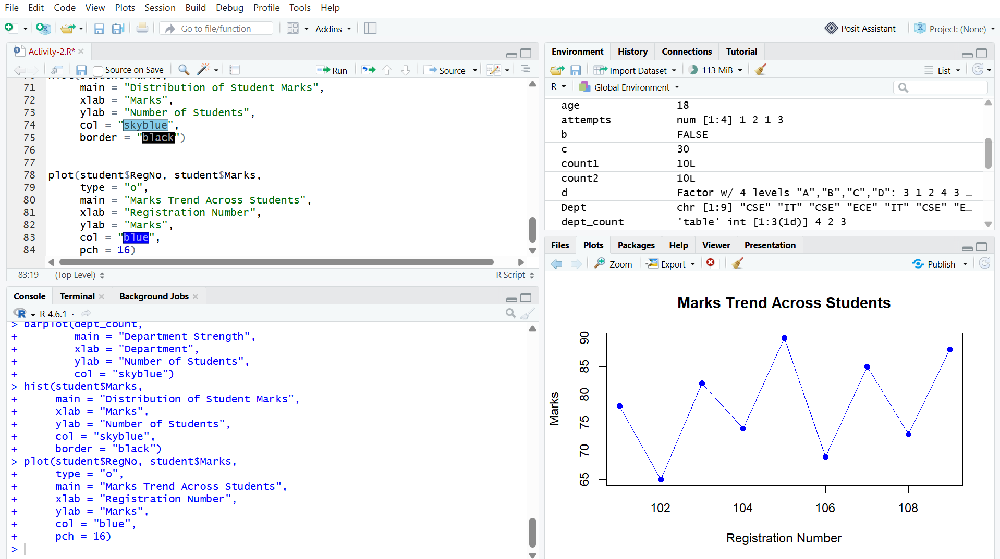 File Edit Code View Plots Session Build Debug Profile Tools Help
Go to file/function Addins Posit Assistant Project: (None)
Activity-2.R*
Source on Save Run Source
71 main = "Distribution of Student Marks",
72 xlab = "Marks",
73 ylab = "Number of Students",
74 col = "skyblue",
75 border = "black")
76
77
78 plot(student$RegNo, student$Marks,
79 type = "o",
80 main = "Marks Trend Across Students",
81 xlab = "Registration Number",
82 ylab = "Marks",
83 col = "blue",
84 pch = 16)
83:19 (Top Level) R Script
Console Terminal Background Jobs
R 4.6.1 ·
> barplot(dept_count,
+ main = "Department Strength",
+ xlab = "Department",
+ ylab = "Number of Students",
+ col = "skyblue")
> hist(student$Marks,
+ main = "Distribution of Student Marks",
+ xlab = "Marks",
+ ylab = "Number of Students",
+ col = "skyblue",
+ border = "black")
> plot(student$RegNo, student$Marks,
+ type = "o",
+ main = "Marks Trend Across Students",
+ xlab = "Registration Number",
+ ylab = "Marks",
+ col = "blue",
+ pch = 16)
>
Environment History Connections Tutorial
Import Dataset 113 MiB List
R Global Environment
age 18
attempts num [1:4] 1 2 1 3
b FALSE
c 30
count1 10L
count2 10L
d Factor w/ 4 levels "A","B","C","D": 3 1 2 4 3 …
Dept chr [1:9] "CSE" "IT" "CSE" "ECE" "IT" "CSE" "E…
dept_count 'table' int [1:3(1d)] 4 2 3
Files Plots Packages Help Viewer Presentation
Zoom Export Publish
Marks Trend Across Students
90
85
80
75
70
65
Marks
102 104 106 108
Registration Number